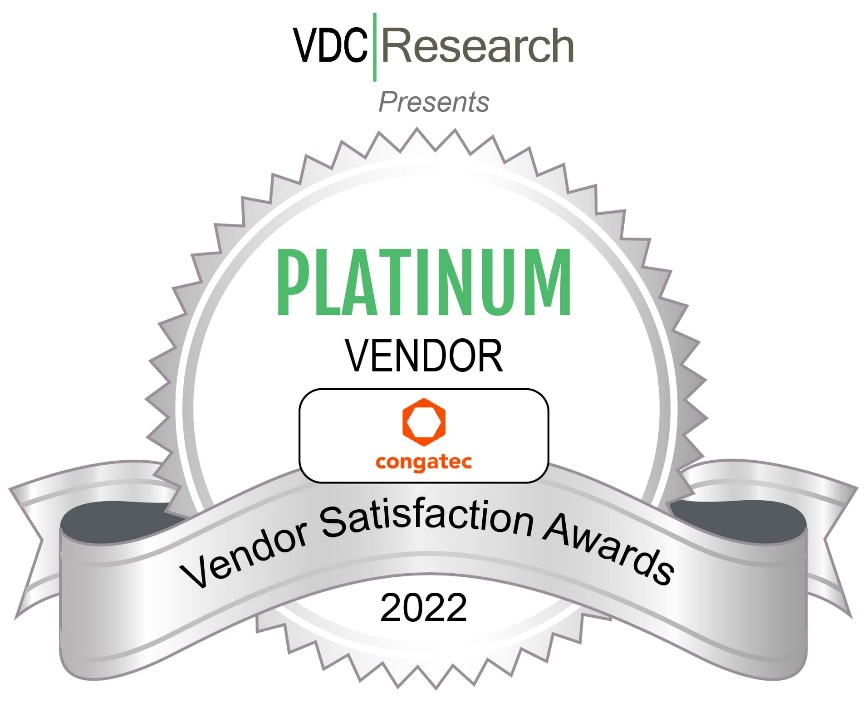 VDC Research
Presents
PLATINUM
VENDOR
congatec
Vendor Satisfaction Awards
2022